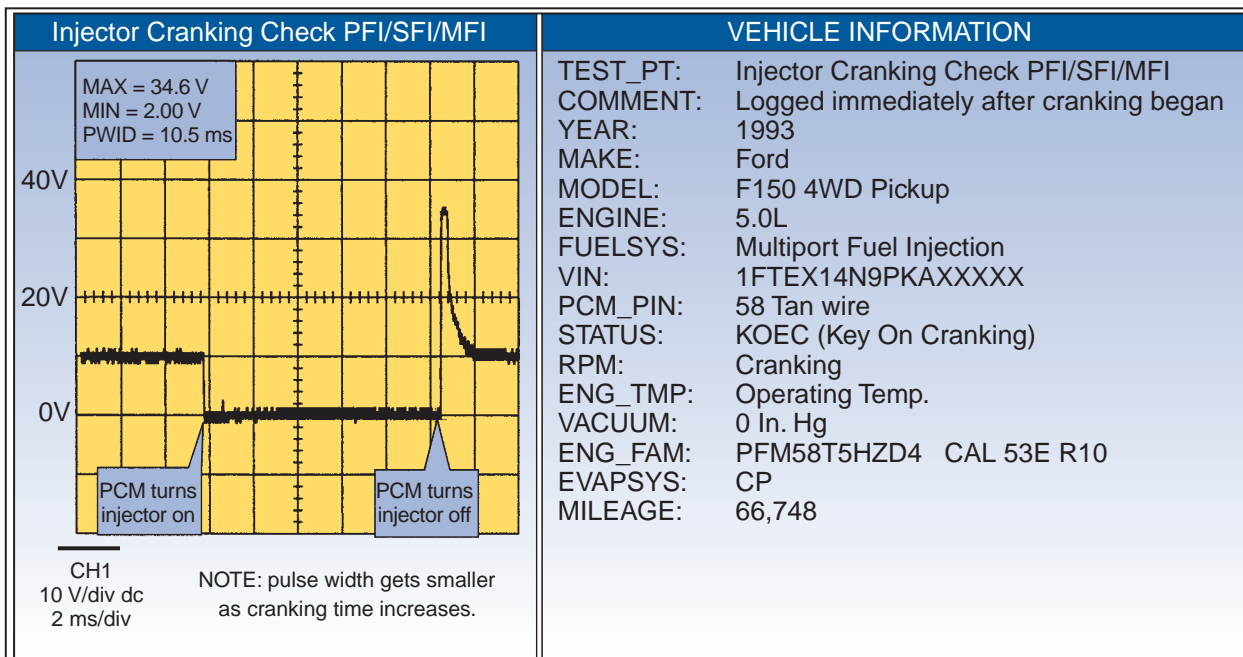 Injector Cranking Check PFI/SFI/MFI
MAX = 34.6 V
MIN = 2.00 V
PWID = 10.5 ms
40V
20V
0V
PCM turns
injector on
PCM turns
injector off
CH1
10 V/div dc
2 ms/div
NOTE: pulse width gets smaller
as cranking time increases.
VEHICLE INFORMATION
TEST_PT: Injector Cranking Check PFI/SFI/MFI
COMMENT: Logged immediately after cranking began
YEAR: 1993
MAKE: Ford
MODEL: F150 4WD Pickup
ENGINE: 5.0L
FUELSYS: Multiport Fuel Injection
VIN: 1FTEX14N9PKAXXXXX
PCM_PIN: 58 Tan wire
STATUS: KOEC (Key On Cranking)
RPM: Cranking
ENG_TMP: Operating Temp.
VACUUM: 0 In. Hg
ENG_FAM: PFM58T5HZD4 CAL 53E R10
EVAPSYS: CP
MILEAGE: 66,748